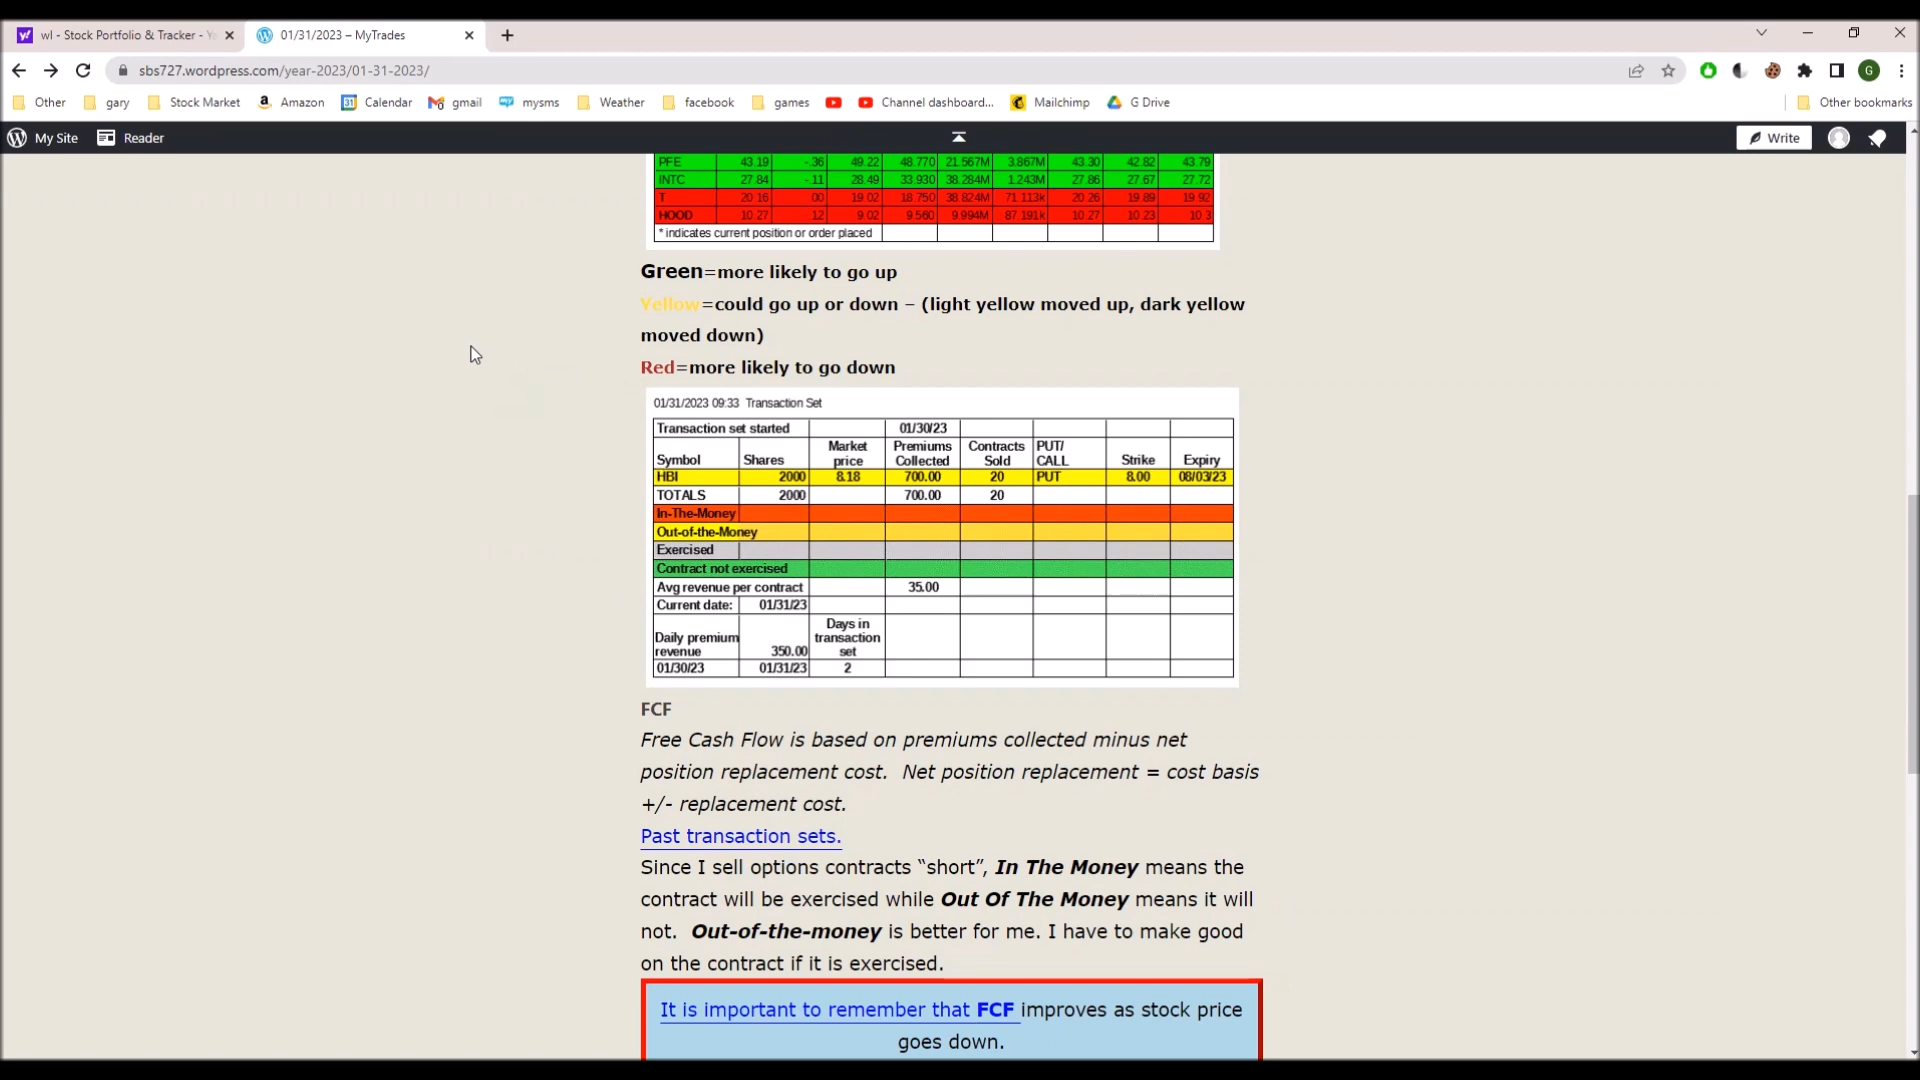 wl - Stock Portfolio & Tracker - Y
01/31/2023 – MyTrades
sbs727.wordpress.com/year-2023/01-31-2023/
G
Other gary Stock Market Amazon Calendar gmail mysms Weather facebook games Channel dashboard... Mailchimp G Drive Other bookmarks
My Site Reader Write
PFE 43.19 -.36 49.22 48.770 21.567M 3.867M 43.30 42.82 43.79
INTC 27.84 -.11 28.49 33.930 38.284M 1.243M 27.86 27.67 27.72
T 20 16 00 19.02 18 750 38.824M 71 113k 20 26 19.89 19 92
HOOD 10 27 12 9.02 9.560 9.994M 87 191k 10.27 10.23 10 3
* indicates current position or order placed
Green=more likely to go up
Yellow=could go up or down – (light yellow moved up, dark yellow
moved down)
Red=more likely to go down
01/31/2023 09:33 Transaction Set
Transaction set started 01/30/23
Symbol Shares Market price Premiums Collected Contracts Sold PUT/ CALL Strike Expiry
HBI 2000 8.18 700.00 20 PUT 8.00 08/03/23
TOTALS 2000 700.00 20
In-The-Money
Out-of-the-Money
Exercised
Contract not exercised
Avg revenue per contract 35.00
Current date: 01/31/23
Daily premium revenue 350.00 Days in transaction set
01/30/23 01/31/23 2
FCF
Free Cash Flow is based on premiums collected minus net
position replacement cost.  Net position replacement = cost basis
+/- replacement cost.
Past transaction sets.
Since I sell options contracts “short”, In The Money means the
contract will be exercised while Out Of The Money means it will
not.  Out-of-the-money is better for me. I have to make good
on the contract if it is exercised.
It is important to remember that FCF improves as stock price
goes down.